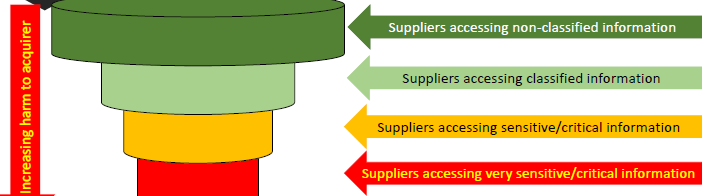 Increasing harm to acquirer
Suppliers accessing non-classified information
Suppliers accessing classified information
Suppliers accessing sensitive/critical information
Suppliers accessing very sensitive/critical information